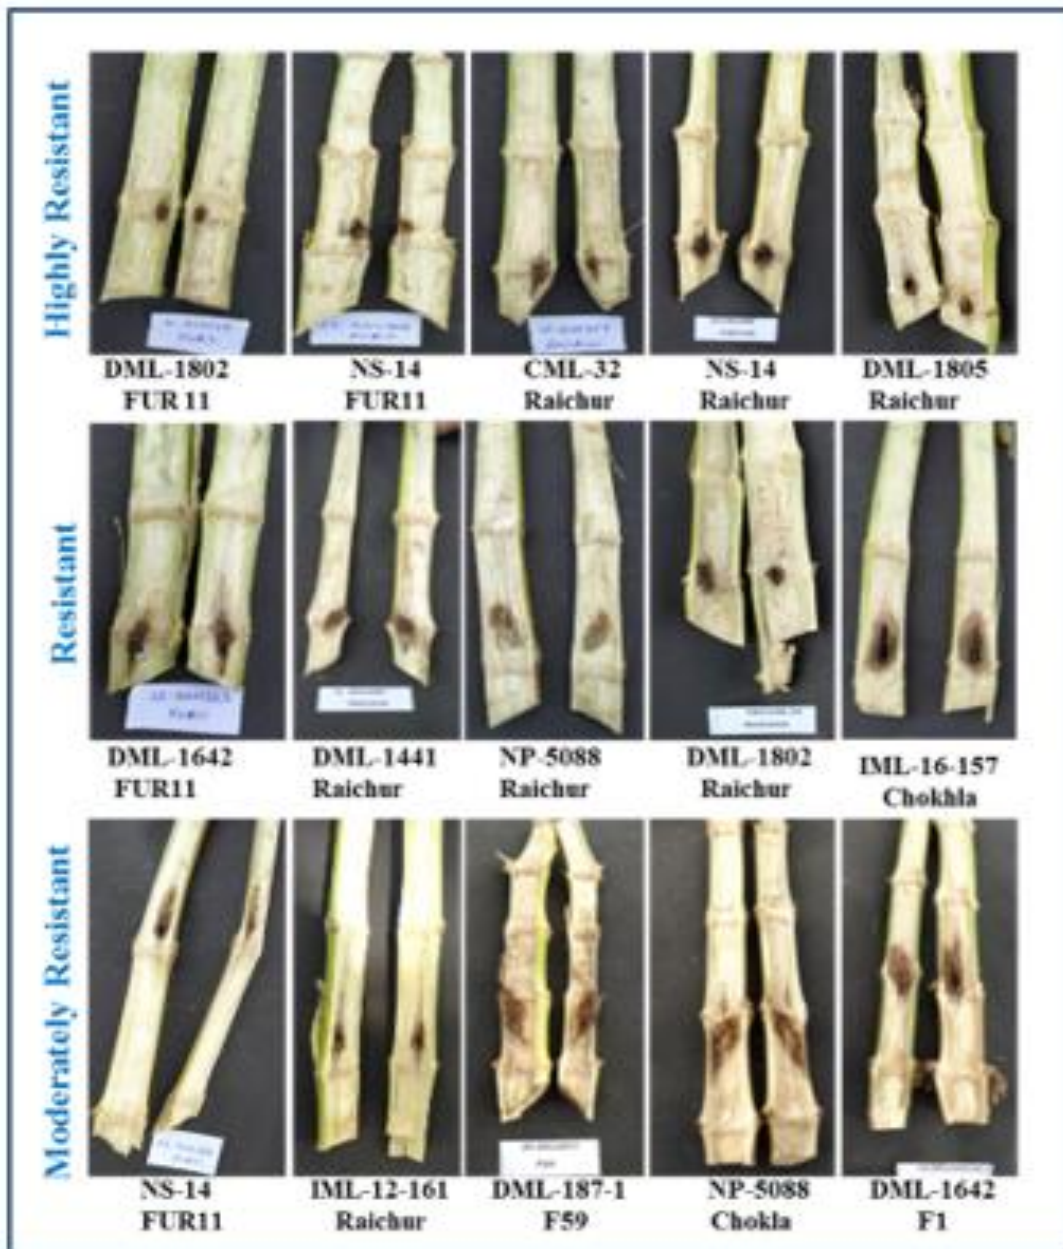 Highly Resistant
DML-1802
FUR 11
NS-14
FUR11
CML-32
Raichur
NS-14
Raichur
DML-1805
Raichur
Resistant
DML-1642
FUR11
DML-1441
Raichur
NP-5088
Raichur
DML-1802
Raichur
IML-16-157
Chokhla
Moderately Resistant
NS-14
FUR11
IML-12-161
Raichur
DML-187-1
F59
NP-5088
Chokla
DML-1642
F1